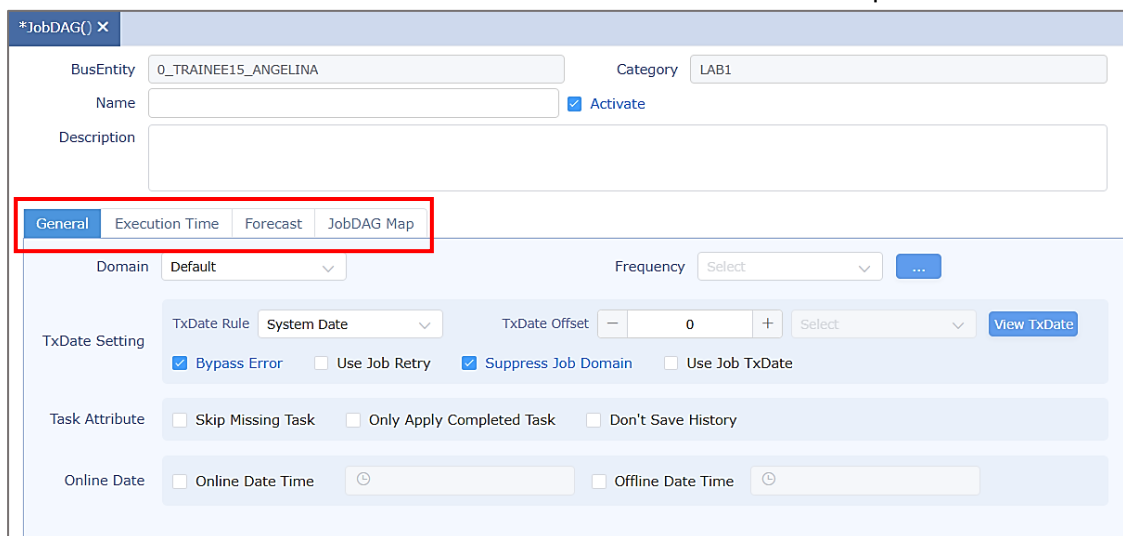 *JobDAG() ✕
BusEntity 0_TRAINEE15_ANGELINA Category LAB1
Name Activate
Description
General Execution Time Forecast JobDAG Map
Domain Default Frequency Select ...
TxDate Setting TxDate Rule System Date TxDate Offset − 0 + Select View TxDate
Bypass Error Use Job Retry Suppress Job Domain Use Job TxDate
Task Attribute Skip Missing Task Only Apply Completed Task Don't Save History
Online Date Online Date Time Offline Date Time